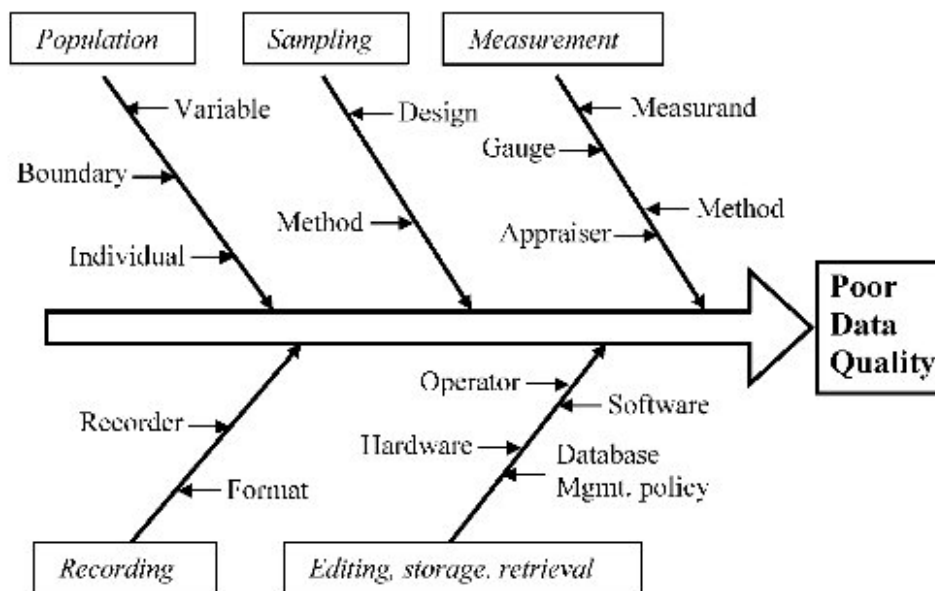 Population
Sampling
Measurement
Variable
Boundary
Individual
Design
Method
Measurand
Gauge
Method
Appraiser
Poor
Data
Quality
Recorder
Format
Operator
Software
Hardware
Database
Mgmt. policy
Recording
Editing, storage, retrieval